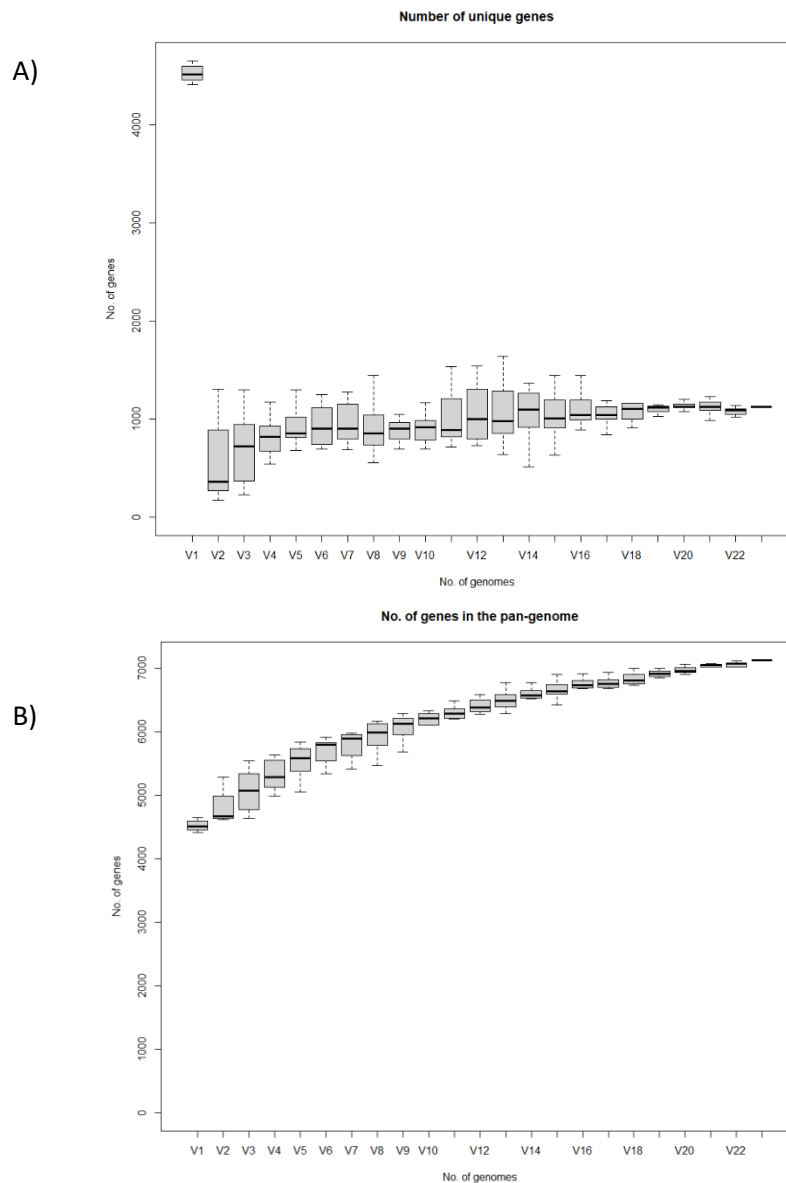 A)
Number of unique genes
No. of genes
4000
3000
2000
1000
0
V1 V2 V3 V4 V5 V6 V7 V8 V9 V10 V12 V14 V16 V18 V20 V22
No. of genomes
B)
No. of genes in the pan-genome
No. of genes
7000
6000
5000
4000
3000
2000
1000
0
V1 V2 V3 V4 V5 V6 V7 V8 V9 V10 V12 V14 V16 V18 V20 V22
No. of genomes